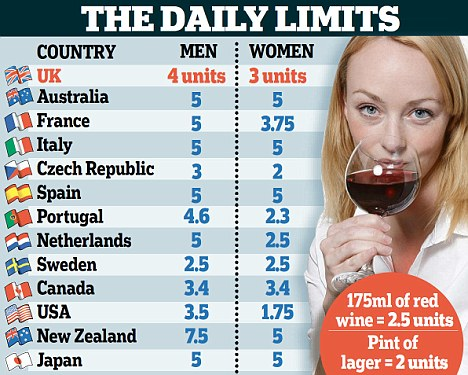 THE DAILY LIMITS
COUNTRY MEN WOMEN
UK 4 units 3 units
Australia 5 5
France 5 3.75
Italy 5 5
Czech Republic 3 2
Spain 5 5
Portugal 4.6 2.3
Netherlands 5 2.5
Sweden 2.5 2.5
Canada 3.4 3.4
USA 3.5 1.75
New Zealand 7.5 5
Japan 5 5
175ml of red
wine = 2.5 units
Pint of
lager = 2 units